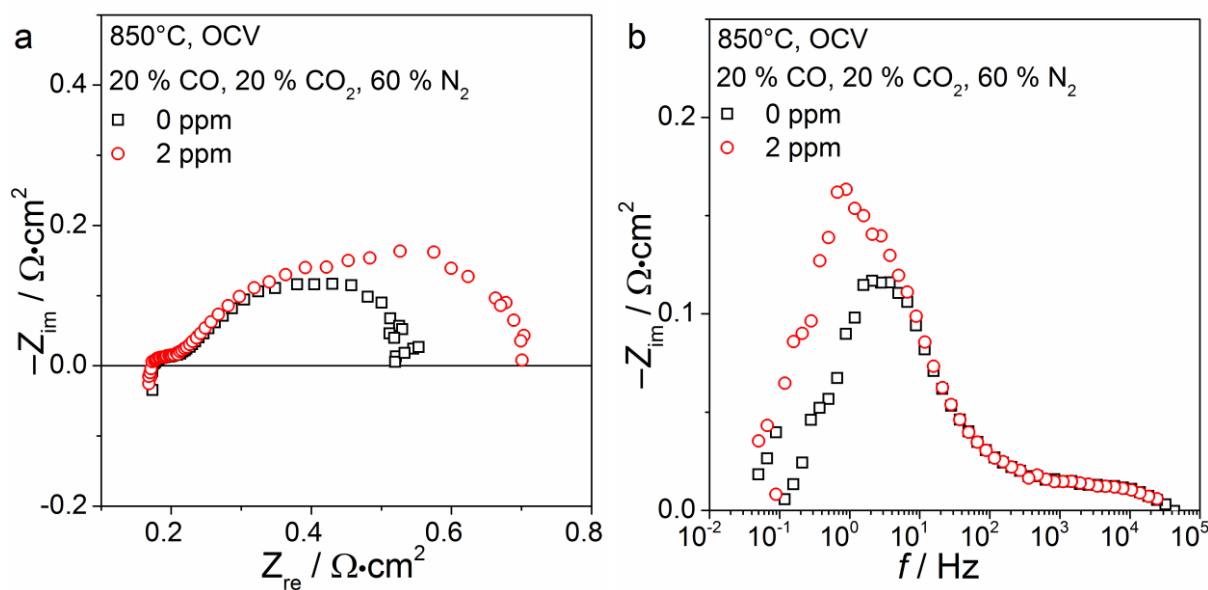 a
850°C, OCV
20 % CO, 20 % CO₂, 60 % N₂
0 ppm
2 ppm
0.4
0.2
0.0
-0.2
−Z_im / Ω·cm²
0.2
0.4
0.6
0.8
Z_re / Ω·cm²
b
850°C, OCV
20 % CO, 20 % CO₂, 60 % N₂
0 ppm
2 ppm
0.2
0.1
0.0
−Z_im / Ω·cm²
10⁻² 10⁻¹ 10⁰ 10¹ 10² 10³ 10⁴ 10⁵
f / Hz